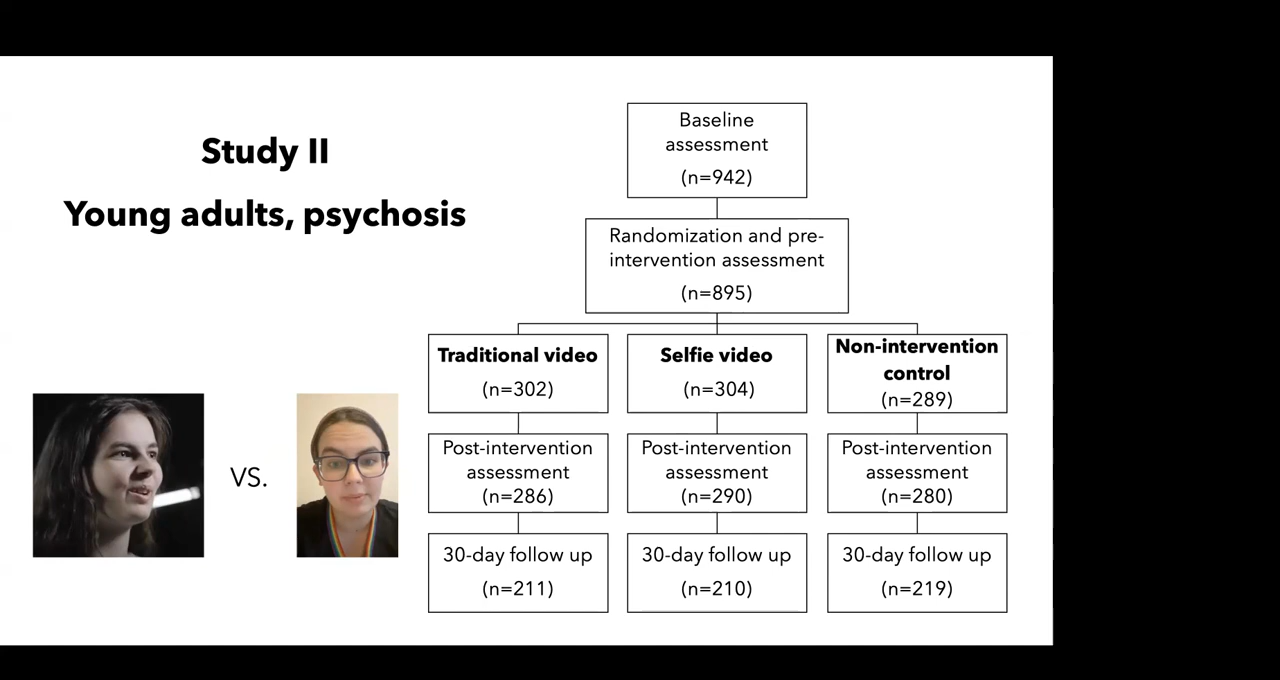 Study II
Young adults, psychosis
VS.
Baseline
assessment
(n=942)
Randomization and pre-
intervention assessment
(n=895)
Traditional video
(n=302)
Selfie video
(n=304)
Non-intervention
control
(n=289)
Post-intervention
assessment
(n=286)
Post-intervention
assessment
(n=290)
Post-intervention
assessment
(n=280)
30-day follow up
(n=211)
30-day follow up
(n=210)
30-day follow up
(n=219)